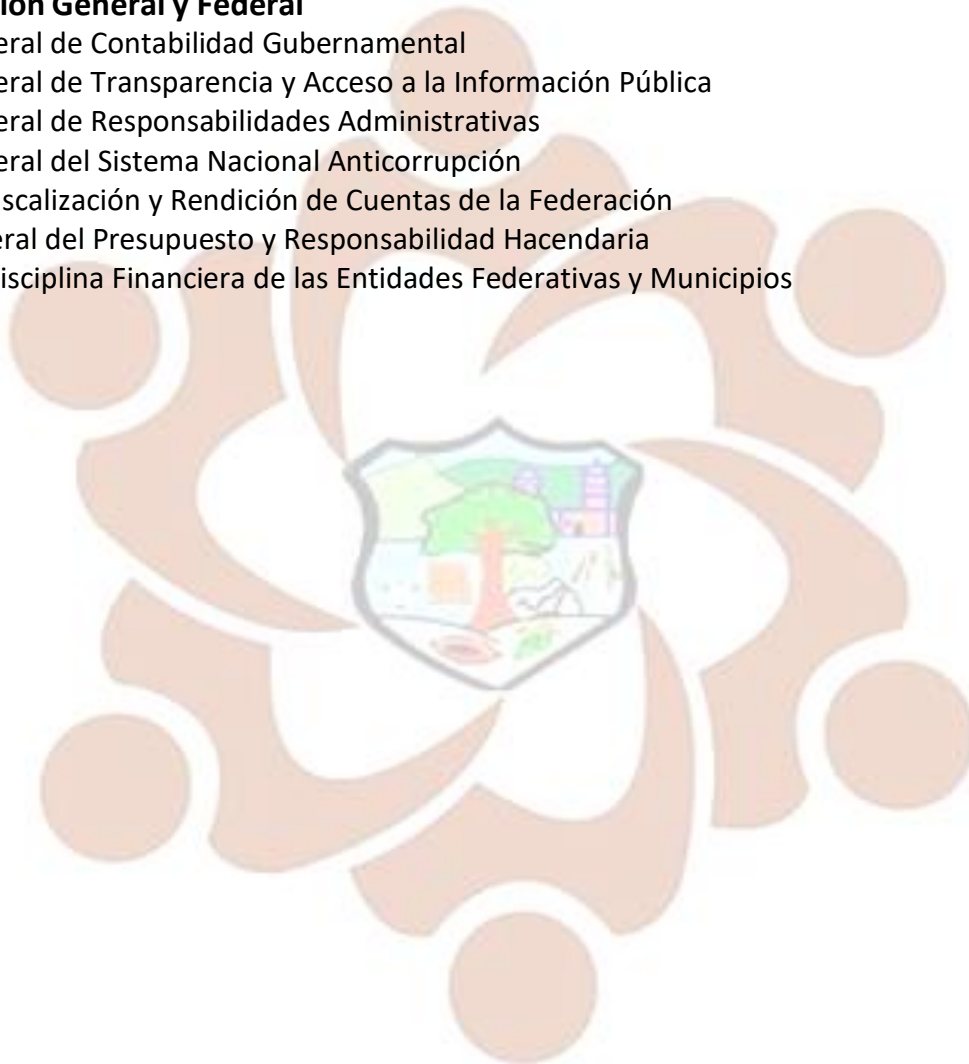 ión General y Federal
eral de Contabilidad Gubernamental
eral de Transparencia y Acceso a la Información Pública
eral de Responsabilidades Administrativas
eral del Sistema Nacional Anticorrupción
scalización y Rendición de Cuentas de la Federación
eral del Presupuesto y Responsabilidad Hacendaria
isciplina Financiera de las Entidades Federativas y Municipios